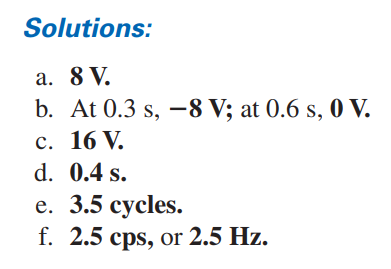 Solutions:
a. 8 V.
b. At 0.3 s, −8 V; at 0.6 s, 0 V.
c. 16 V.
d. 0.4 s.
e. 3.5 cycles.
f. 2.5 cps, or 2.5 Hz.